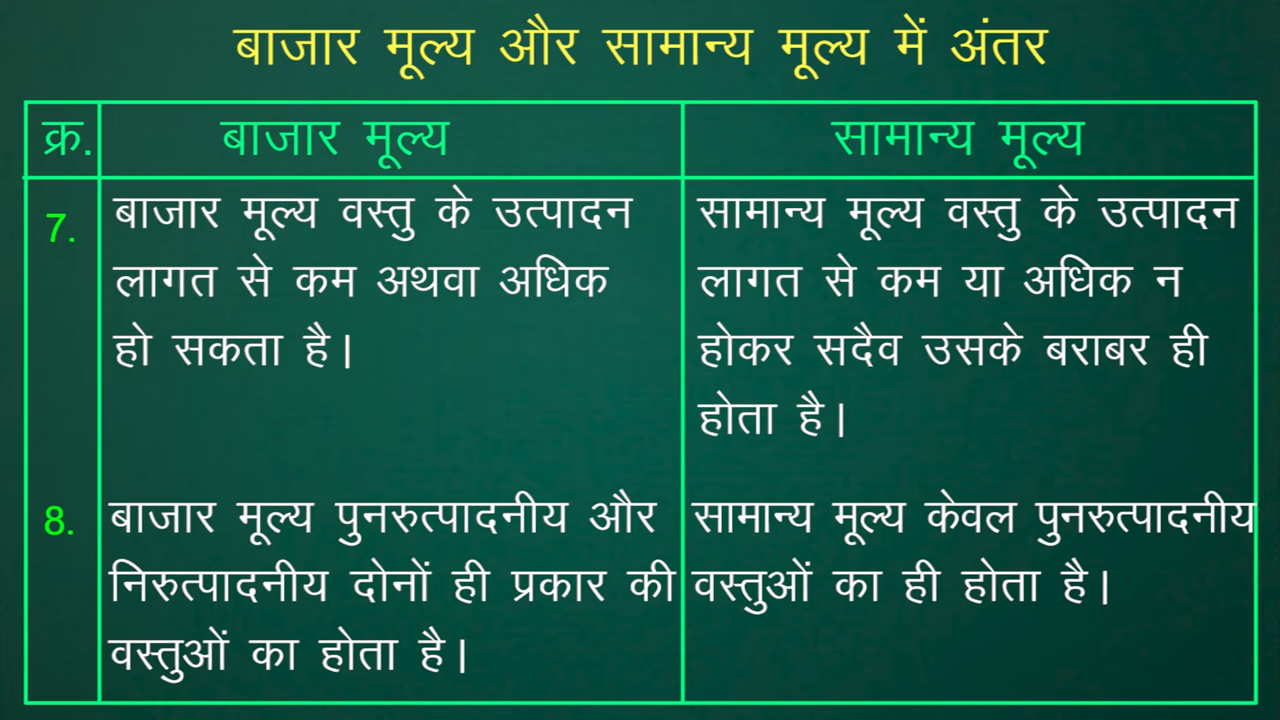 बाजार मूल्य और सामान्य मूल्य में अंतर
क्र. बाजार मूल्य सामान्य मूल्य
7. बाजार मूल्य वस्तु के उत्पादन
लागत से कम अथवा अधिक
हो सकता है।
सामान्य मूल्य वस्तु के उत्पादन
लागत से कम या अधिक न
होकर सदैव उसके बराबर ही
होता है।
8. बाजार मूल्य पुनरुत्पादनीय और
निरुत्पादनीय दोनों ही प्रकार की
वस्तुओं का होता है।
सामान्य मूल्य केवल पुनरुत्पादनीय
वस्तुओं का ही होता है।